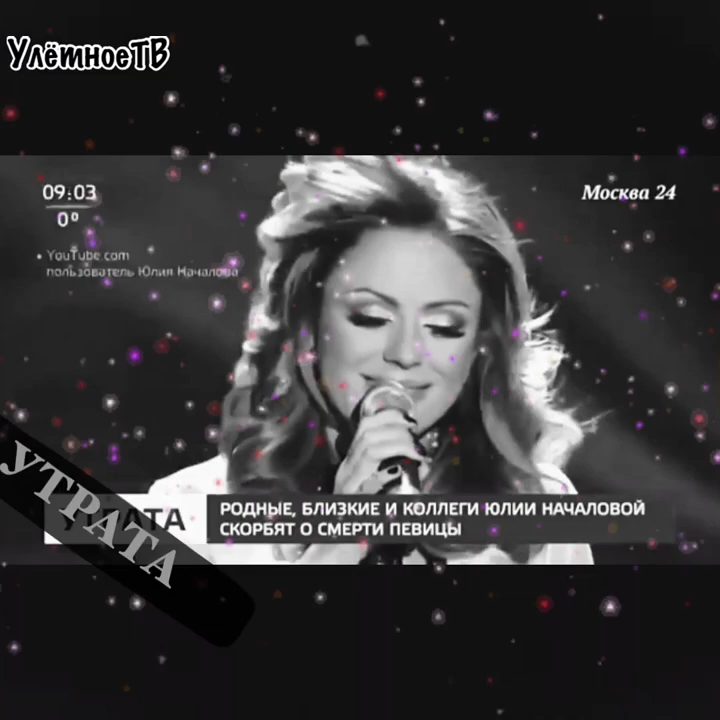 УлётноеТВ
09:03
0°
Москва 24
• YouTube.com
пользователь Юлия Началова
УТРАТА
УТРАТА
РОДНЫЕ, БЛИЗКИЕ И КОЛЛЕГИ ЮЛИИ НАЧАЛОВОЙ
СКОРБЯТ О СМЕРТИ ПЕВИЦЫ